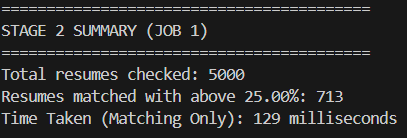 =========================================
STAGE 2 SUMMARY (JOB 1)
=========================================
Total resumes checked: 5000
Resumes matched with above 25.00%: 713
Time Taken (Matching Only): 129 milliseconds